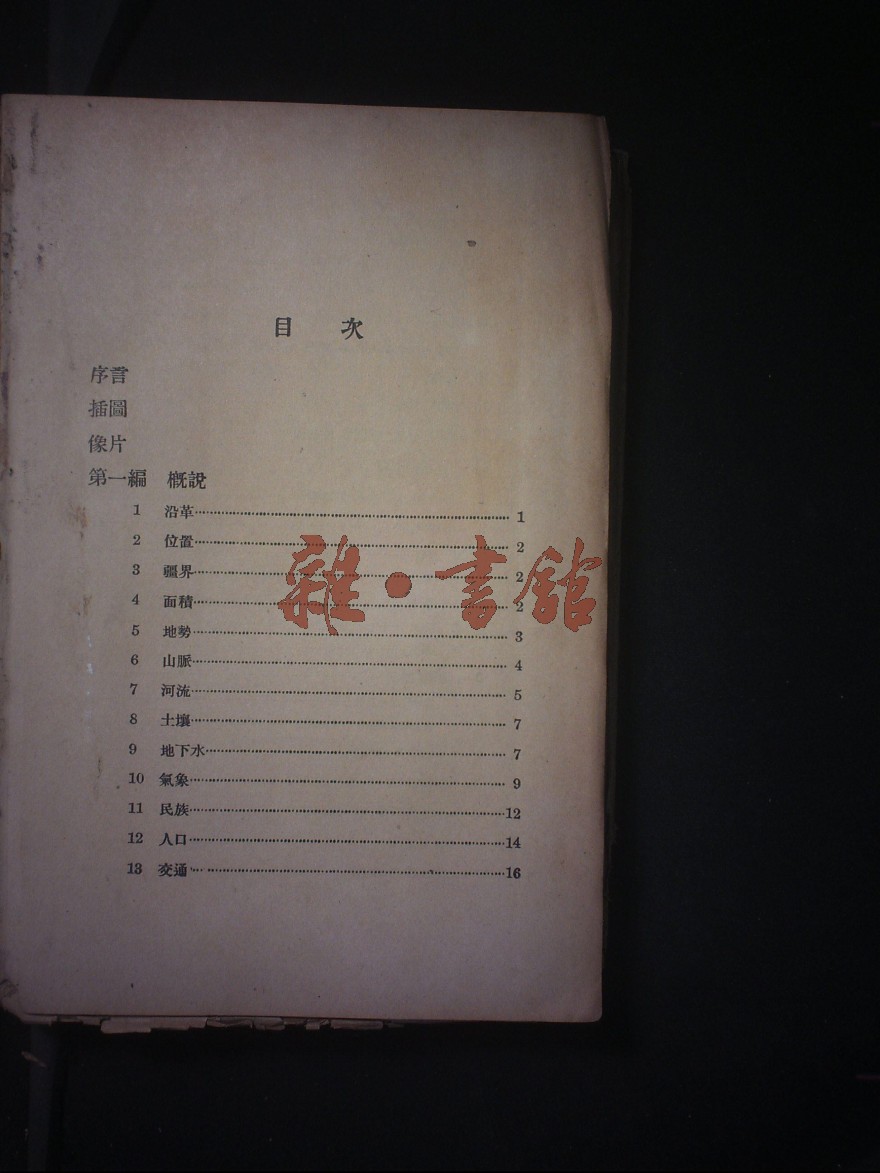 目 次
序言
插圖
像片
第一編 概說
1 沿革……………………………………1
2 位置……………………………………2
3 疆界……………………………………2
4 面積……………………………………2
5 地勢……………………………………3
6 山脈……………………………………4
7 河流……………………………………5
8 土壤……………………………………7
9 地下水…………………………………7
10 氣象……………………………………9
11 民族……………………………………12
12 人口……………………………………14
13 交通……………………………………16
雜·書館